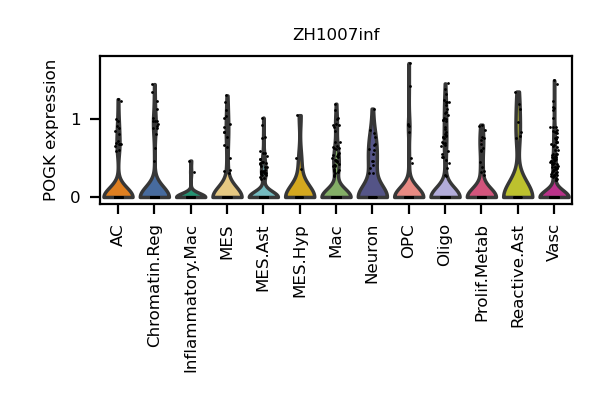 ZH1007inf
POGK expression
1
0
AC
Chromatin.Reg
Inflammatory.Mac
MES
MES.Ast
MES.Hyp
Mac
Neuron
OPC
Oligo
Prolif.Metab
Reactive.Ast
Vasc